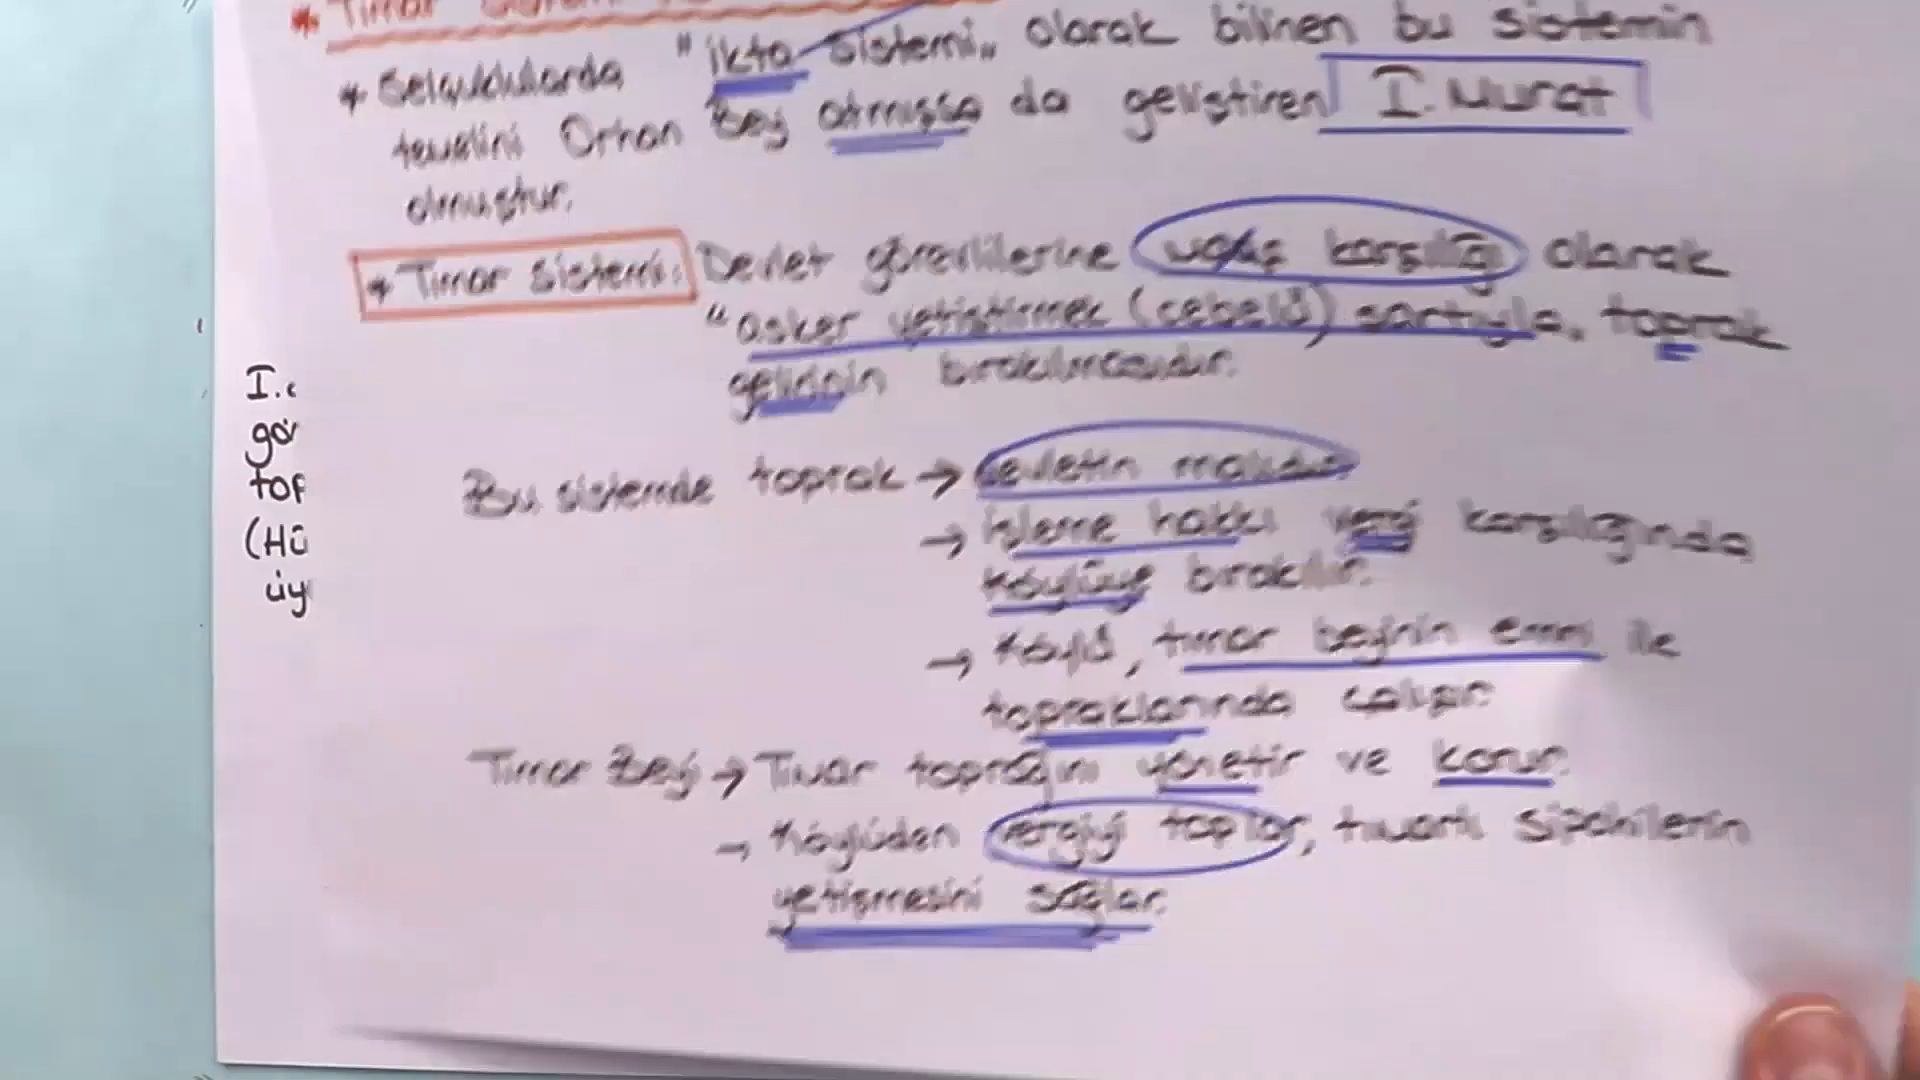 * Tımar
* Selçuklularda "ikta sistemi" olarak bilinen bu sistemin
temelini Orhan Bey atmışsa da geliştiren I. Murat
olmuştur.
* Tımar sistemi: Devlet görevlilerine maaş karşılığı olarak
"asker yetiştirmek (cebelü) şartıyla, toprak
gelirinin bırakılmasıdır.
I.
gör
top
(Hü
üy
Bu sistemde toprak → devletin malıdır.
→ işleme hakkı vergi karşılığında
köylüye bırakılır.
→ Köylü, tımar beyinin emri ile
topraklarında çalışır.
Tımar Beyi → Tımar toprağını yönetir ve korur.
→ Köylüden vergiyi toplar, tımarlı sipahilerin
yetişmesini sağlar.